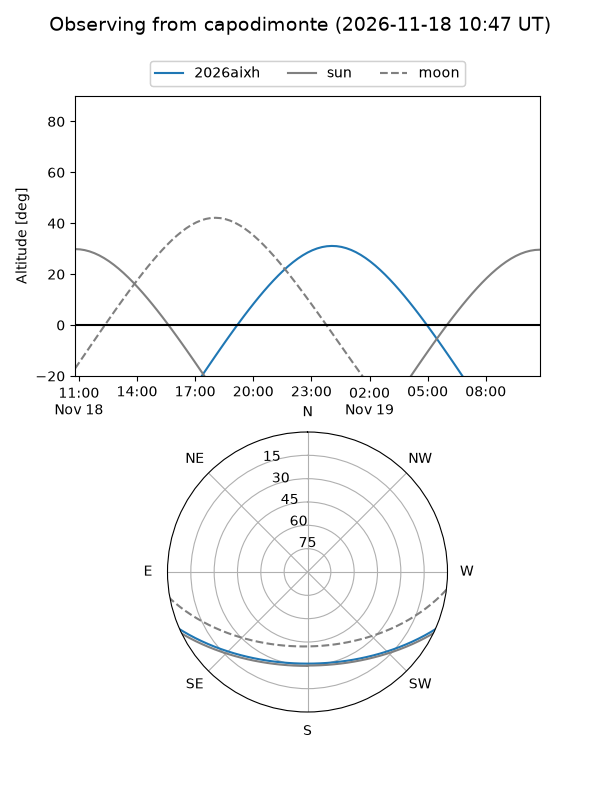 Observing from capodimonte (2026-11-18 10:47 UT)
2026aixh sun moon
80
60
40
20
0
−20
Altitude [deg]
11:00 14:00 17:00 20:00 23:00 02:00 05:00 08:00
Nov 18 Nov 19
N
NE NW
15
30
45
60
75
E W
SE SW
S